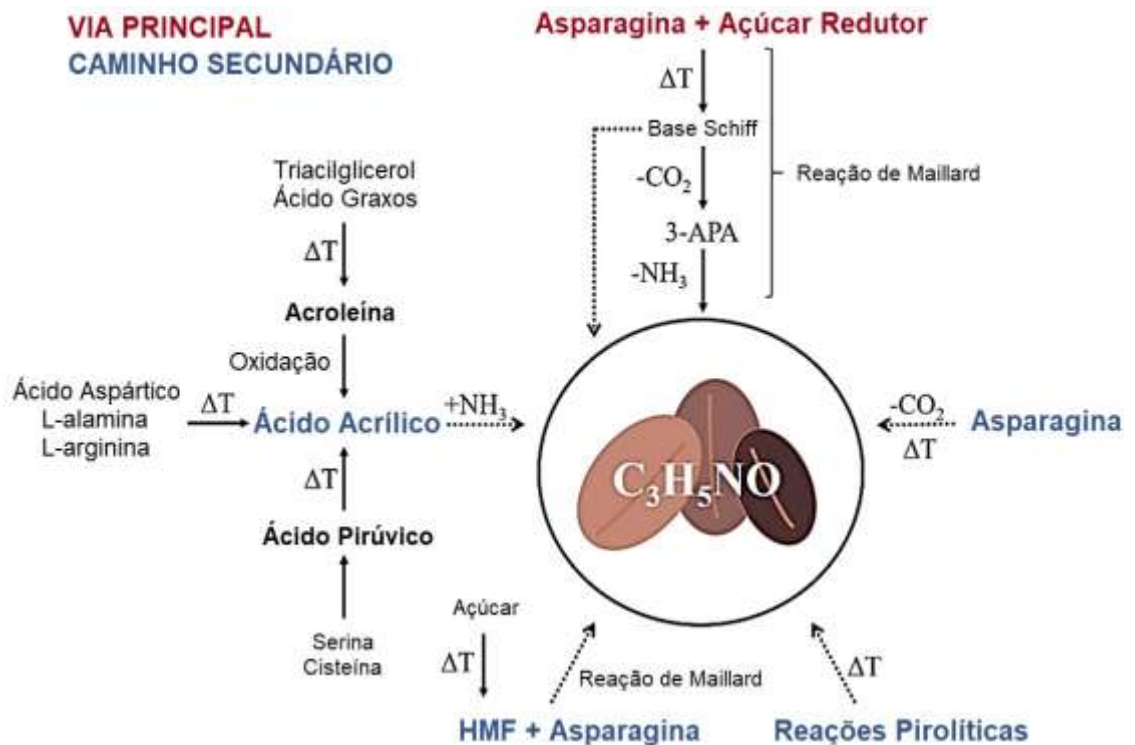 VIA PRINCIPAL
CAMINHO SECUNDÁRIO
Asparagina + Açúcar Redutor
ΔT
Base Schiff
-CO₂
3-APA
-NH₃
Reação de Maillard
Triacilglicerol
Ácido Graxos
ΔT
Acroleína
Oxidação
Ácido Aspártico
L-alamina
L-arginina
ΔT
Ácido Acrílico
+NH₃
ΔT
Ácido Pirúvico
Serina
Cisteína
C₃H₅NO
-CO₂
ΔT
Asparagina
Açúcar
ΔT
Reação de Maillard
HMF + Asparagina
ΔT
Reações Pirolíticas